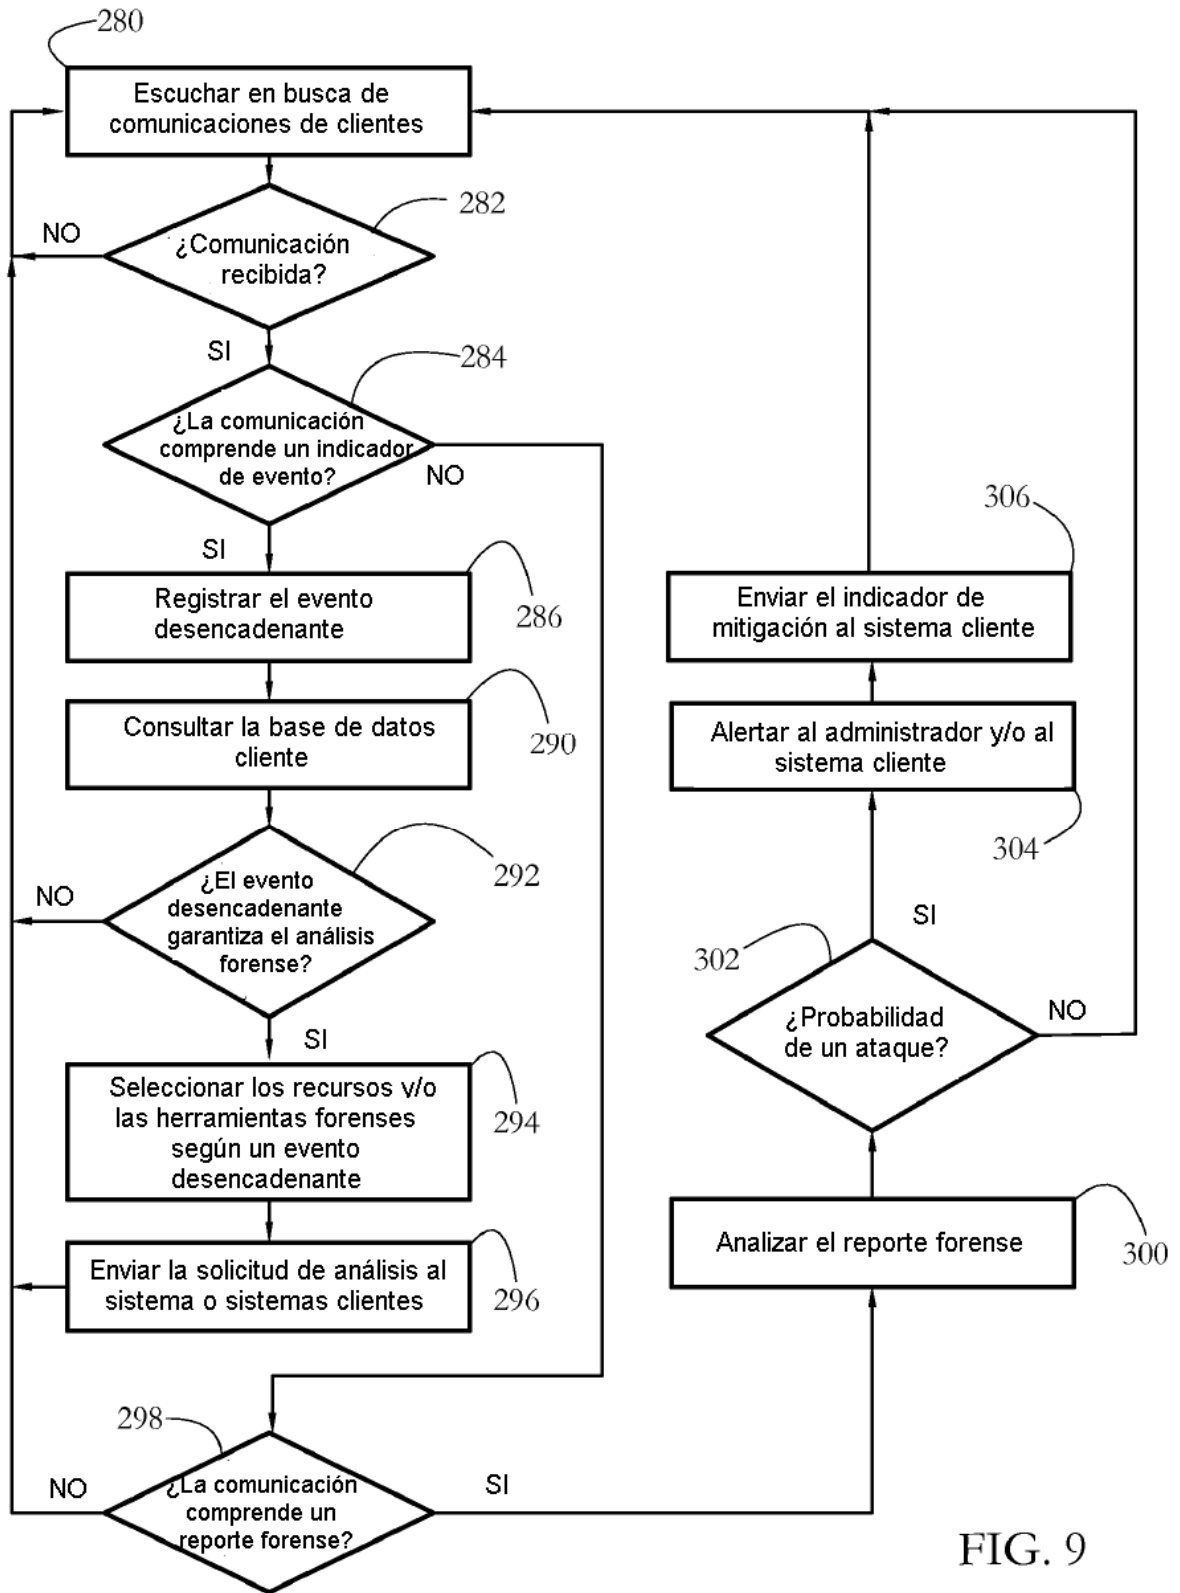 280
Escuchar en busca de
comunicaciones de clientes
282
NO
¿Comunicación
recibida?
SI
284
¿La comunicación
comprende un indicador
de evento?
NO
SI
286
Registrar el evento
desencadenante
290
Consultar la base de datos
cliente
292
NO
¿El evento
desencadenante
garantiza el análisis
forense?
SI
294
Seleccionar los recursos v/o
las herramientas forenses
según un evento
desencadenante
296
Enviar la solicitud de análisis al
sistema o sistemas clientes
298
NO
¿La comunicación
comprende un
reporte forense?
SI
300
Analizar el reporte forense
302
¿Probabilidad
de un ataque?
NO
SI
304
Alertar al administrador y/o al
sistema cliente
306
Enviar el indicador de
mitigación al sistema cliente
FIG. 9